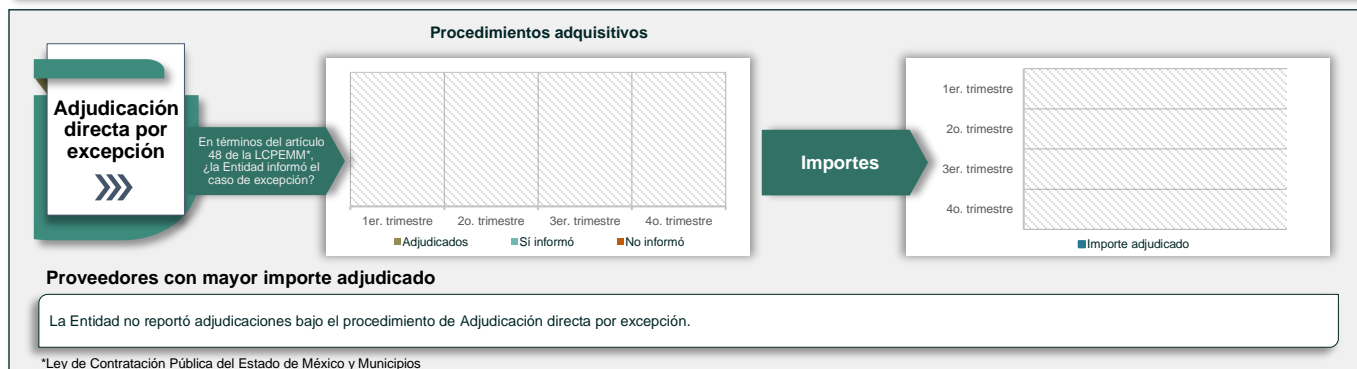 Procedimientos adquisitivos
Adjudicación
directa por
excepción
En términos del artículo
48 de la LCPEMM*,
¿la Entidad informó el
caso de excepción?
1er. trimestre 2o. trimestre 3er. trimestre 4o. trimestre
Adjudicados Sí informó No informó
Importes
1er. trimestre
2o. trimestre
3er. trimestre
4o. trimestre
Importe adjudicado
Proveedores con mayor importe adjudicado
La Entidad no reportó adjudicaciones bajo el procedimiento de Adjudicación directa por excepción.
*Ley de Contratación Pública del Estado de México y Municipios